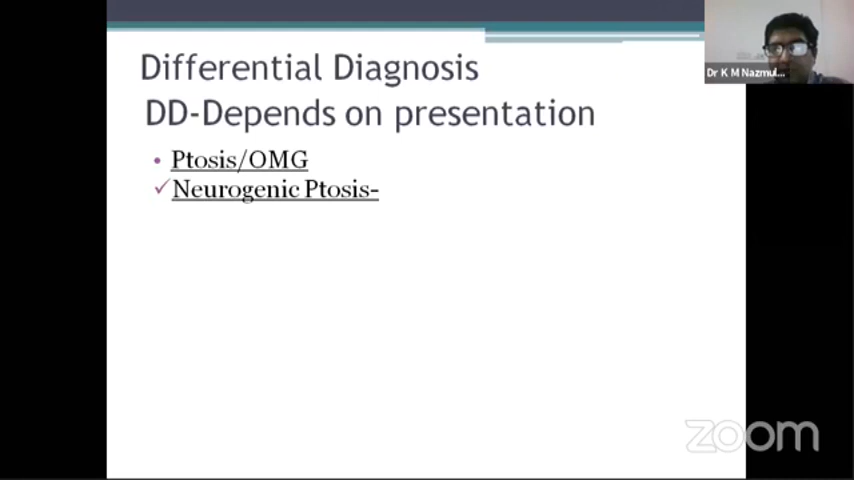 Differential Diagnosis
DD-Depends on presentation
• Ptosis/OMG
✓Neurogenic Ptosis-
Dr K M Nazmul...
zoom